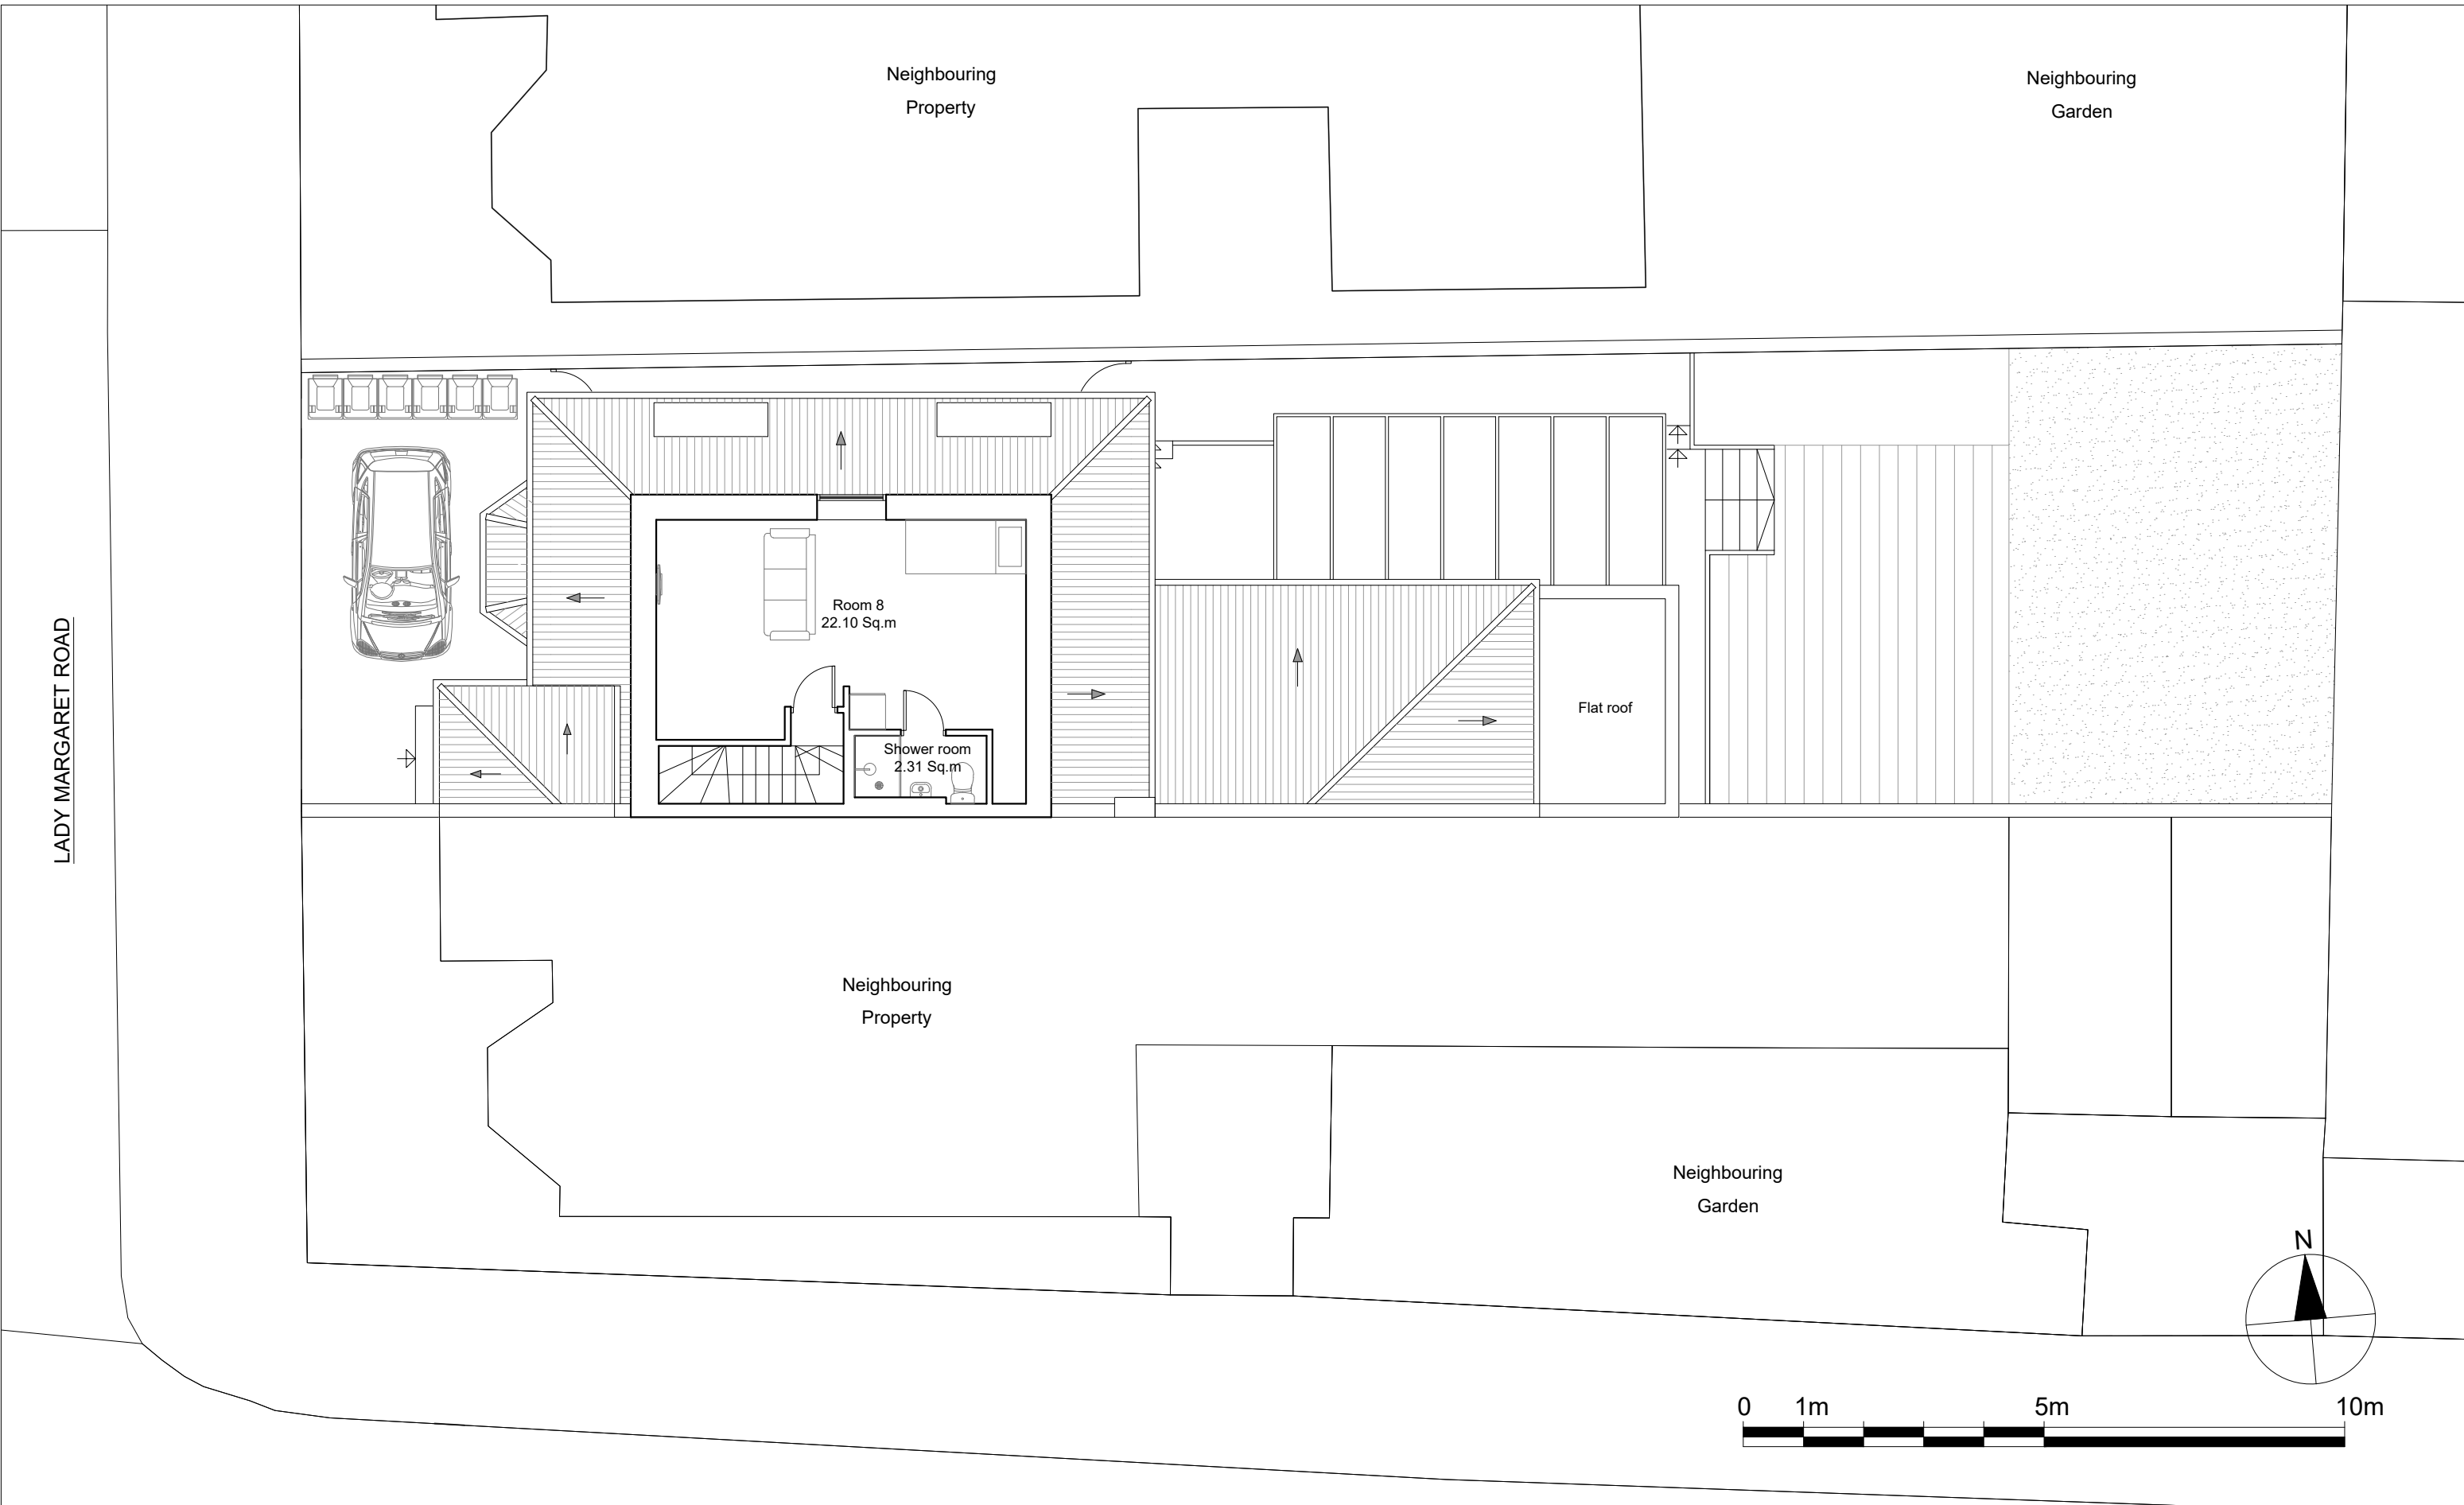 Neighbouring
Property
Neighbouring
Garden
LADY MARGARET ROAD
Room 8
22.10 Sq.m
Shower room
2.31 Sq.m
Flat roof
Neighbouring
Property
Neighbouring
Garden
N
0 1m 5m 10m